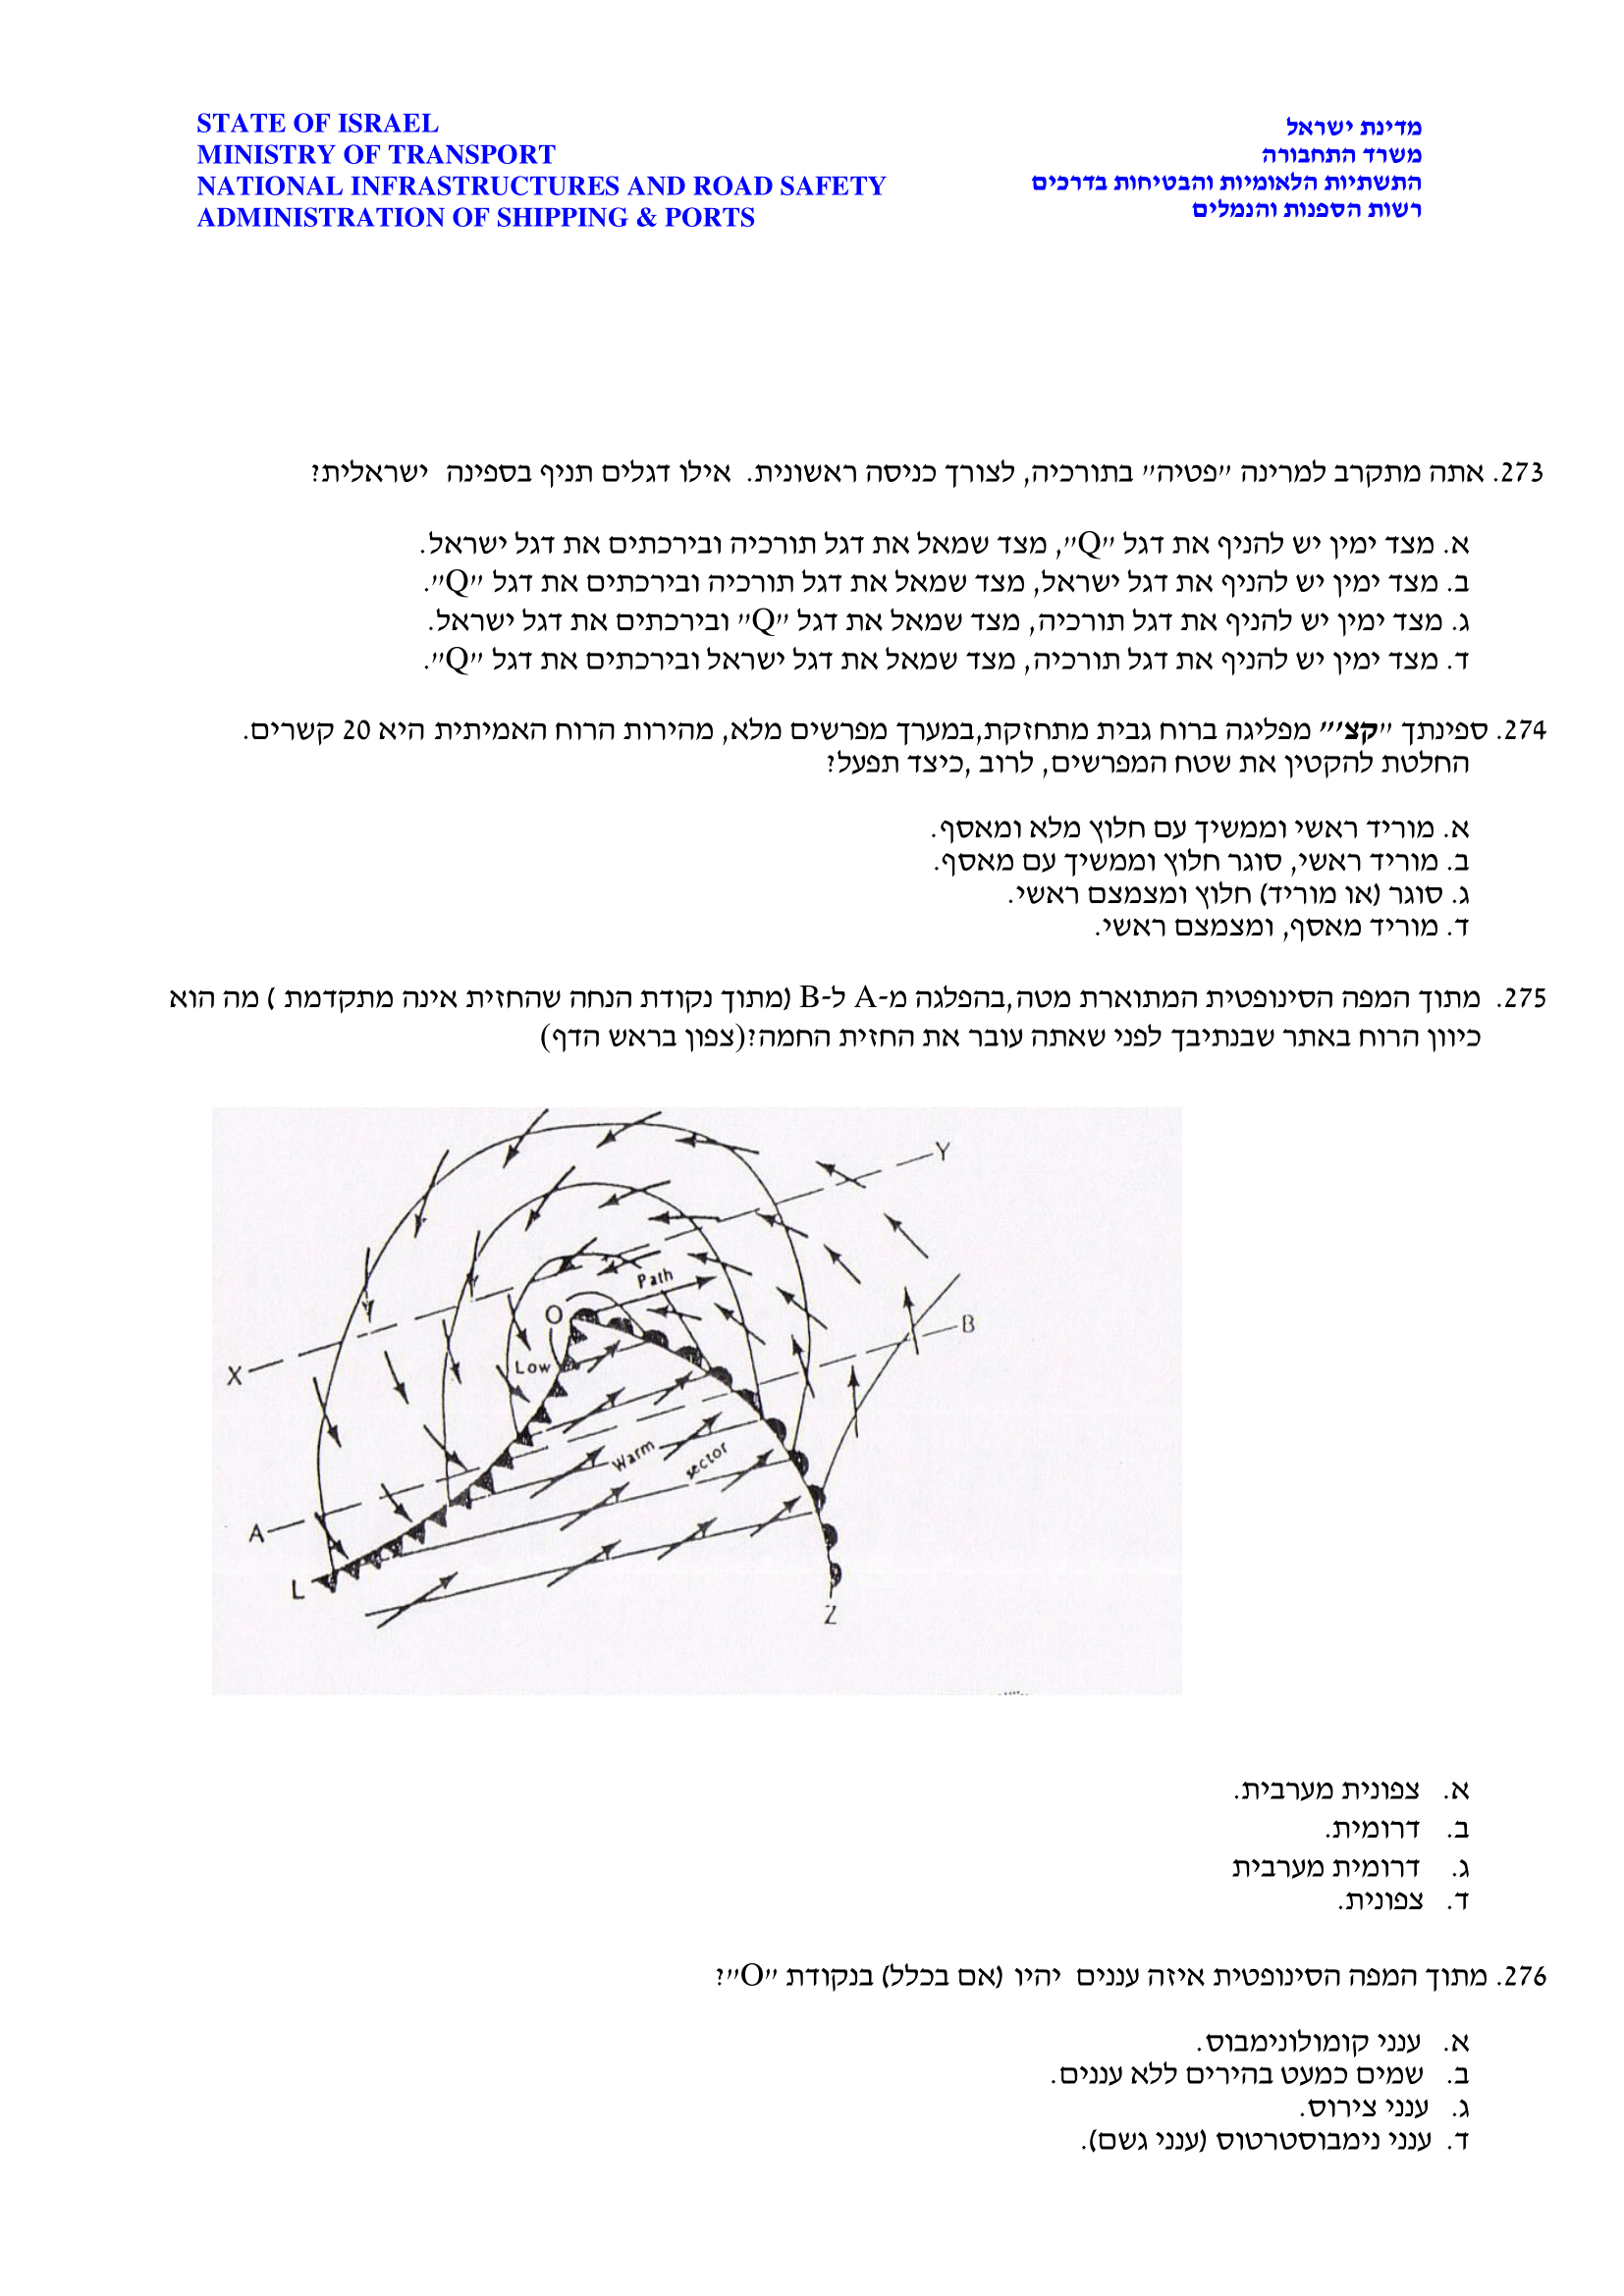 STATE OF ISRAEL
MINISTRY OF TRANSPORT
NATIONAL INFRASTRUCTURES AND ROAD SAFETY
ADMINISTRATION OF SHIPPING & PORTS
מדינת ישראל
משרד התחבורה
התשתיות הלאומיות והבטיחות בדרכים
רשות הספנות והנמלים
273. אתה מתקרב למרינה "פטיה" בתורכיה, לצורך כניסה ראשונית. אילו דגלים תניף בספינה ישראלית?
א. מצד ימין יש להניף את דגל "Q", מצד שמאל את דגל תורכיה ובירכתים את דגל ישראל.
ב. מצד ימין יש להניף את דגל ישראל, מצד שמאל את דגל תורכיה ובירכתים את דגל "Q".
ג. מצד ימין יש להניף את דגל תורכיה, מצד שמאל את דגל "Q" ובירכתים את דגל ישראל.
ד. מצד ימין יש להניף את דגל תורכיה, מצד שמאל את דגל ישראל ובירכתים את דגל "Q".
274. ספינתך "קצ'" מפליגה ברוח גבית מתחזקת,במערך מפרשים מלא, מהירות הרוח האמיתית היא 20 קשרים.
החלטת להקטין את שטח המפרשים, לרוב ,כיצד תפעל?
א. מוריד ראשי וממשיך עם חלוץ מלא ומאסף.
ב. מוריד ראשי, סוגר חלוץ וממשיך עם מאסף.
ג. סוגר (או מוריד) חלוץ ומצמצם ראשי.
ד. מוריד מאסף, ומצמצם ראשי.
275. מתוך המפה הסינופטית המתוארת מטה,בהפלגה מ-A ל-B (מתוך נקודת הנחה שהחזית אינה מתקדמת ) מה הוא
כיוון הרוח באתר שבנתיבך לפני שאתה עובר את החזית החמה?(צפון בראש הדף)
Y
Path
O
B
Low
X
Warm
sector
A
L
Z
א. צפונית מערבית.
ב. דרומית.
ג. דרומית מערבית
ד. צפונית.
276. מתוך המפה הסינופטית איזה עננים יהיו (אם בכלל) בנקודת "O"?
א. ענני קומולונימבוס.
ב. שמים כמעט בהירים ללא עננים.
ג. ענני צירוס.
ד. ענני נימבוסטרטוס (ענני גשם).